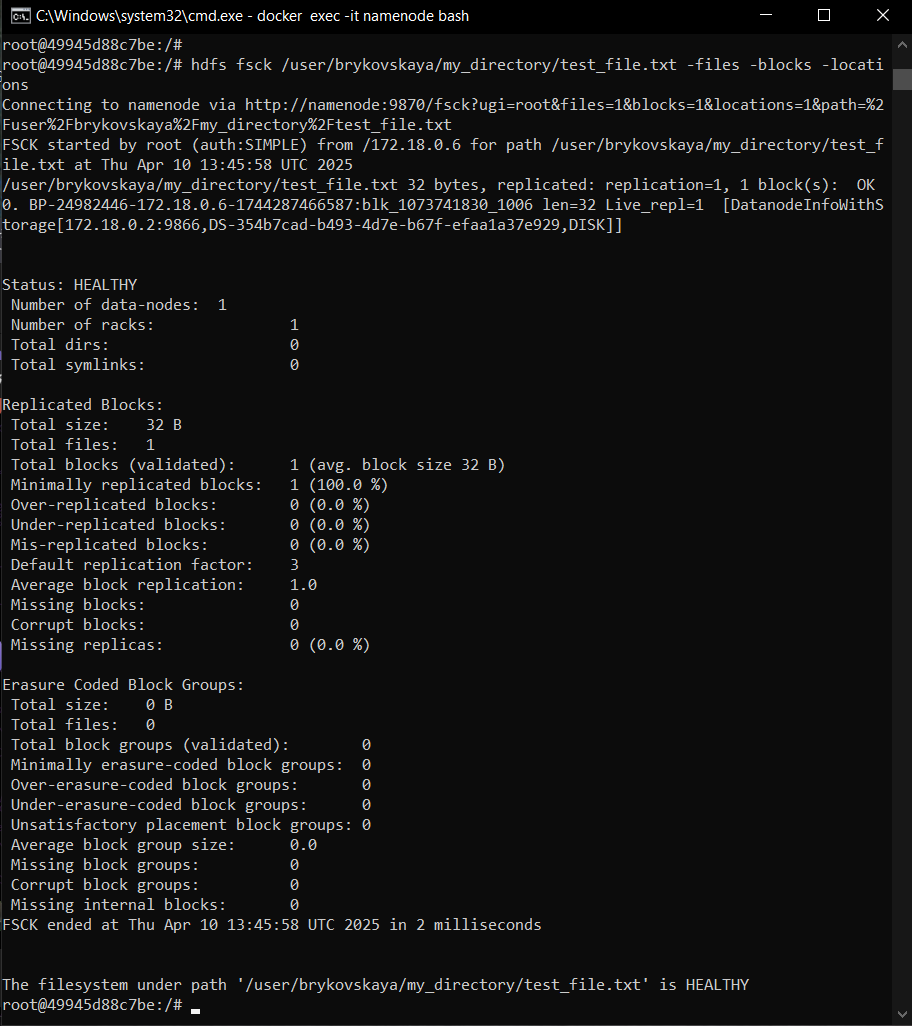 C:\Windows\system32\cmd.exe - docker  exec -it namenode bash
root@49945d88c7be:/#
root@49945d88c7be:/# hdfs fsck /user/brykovskaya/my_directory/test_file.txt -files -blocks -locati
ons
Connecting to namenode via http://namenode:9870/fsck?ugi=root&files=1&blocks=1&locations=1&path=%2
Fuser%2Fbrykovskaya%2Fmy_directory%2Ftest_file.txt
FSCK started by root (auth:SIMPLE) from /172.18.0.6 for path /user/brykovskaya/my_directory/test_f
ile.txt at Thu Apr 10 13:45:58 UTC 2025
/user/brykovskaya/my_directory/test_file.txt 32 bytes, replicated: replication=1, 1 block(s):  OK
0. BP-24982446-172.18.0.6-1744287466587:blk_1073741830_1006 len=32 Live_repl=1  [DatanodeInfoWithS
torage[172.18.0.2:9866,DS-354b7cad-b493-4d7e-b67f-efaa1a37e929,DISK]]
Status: HEALTHY
Number of data-nodes:  1
Number of racks:               1
Total dirs:                    0
Total symlinks:                0
Replicated Blocks:
Total size:    32 B
Total files:   1
Total blocks (validated):      1 (avg. block size 32 B)
Minimally replicated blocks:   1 (100.0 %)
Over-replicated blocks:        0 (0.0 %)
Under-replicated blocks:       0 (0.0 %)
Mis-replicated blocks:         0 (0.0 %)
Default replication factor:    3
Average block replication:     1.0
Missing blocks:                0
Corrupt blocks:                0
Missing replicas:              0 (0.0 %)
Erasure Coded Block Groups:
Total size:    0 B
Total files:   0
Total block groups (validated):        0
Minimally erasure-coded block groups:  0
Over-erasure-coded block groups:       0
Under-erasure-coded block groups:      0
Unsatisfactory placement block groups: 0
Average block group size:      0.0
Missing block groups:          0
Corrupt block groups:          0
Missing internal blocks:       0
FSCK ended at Thu Apr 10 13:45:58 UTC 2025 in 2 milliseconds
The filesystem under path '/user/brykovskaya/my_directory/test_file.txt' is HEALTHY
root@49945d88c7be:/#